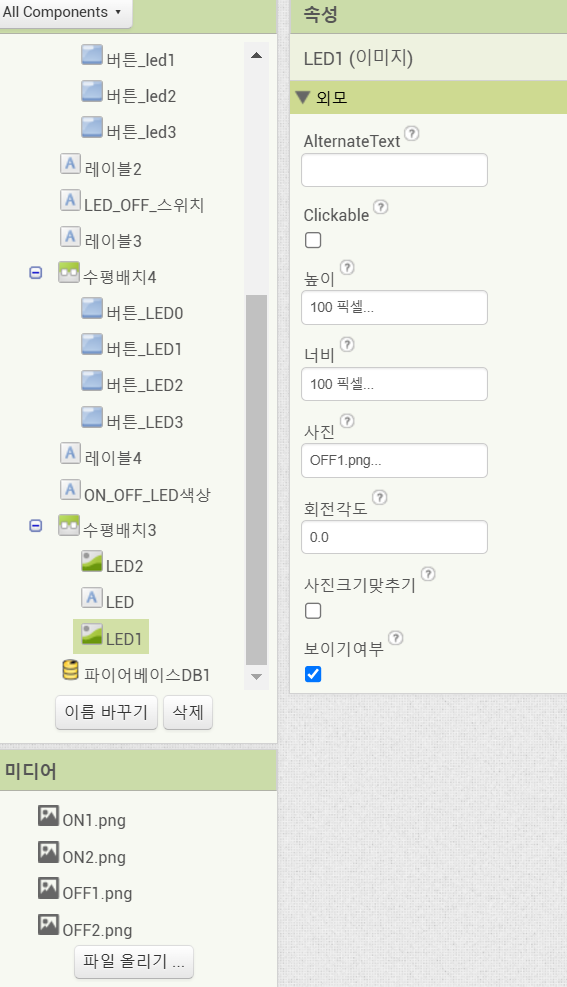 All Components
버튼_led1
버튼_led2
버튼_led3
A 레이블2
A LED_OFF_스위치
A 레이블3
수평배치4
버튼_LED0
버튼_LED1
버튼_LED2
버튼_LED3
A 레이블4
A ON_OFF_LED색상
수평배치3
LED2
A LED
LED1
파이어베이스DB1
이름 바꾸기 삭제
미디어
ON1.png
ON2.png
OFF1.png
OFF2.png
파일 올리기 ...
속성
LED1 (이미지)
외모
AlternateText ?
Clickable ?
높이 ?
100 픽셀...
너비 ?
100 픽셀...
사진 ?
OFF1.png...
회전각도 ?
0.0
사진크기맞추기 ?
보이기여부 ?